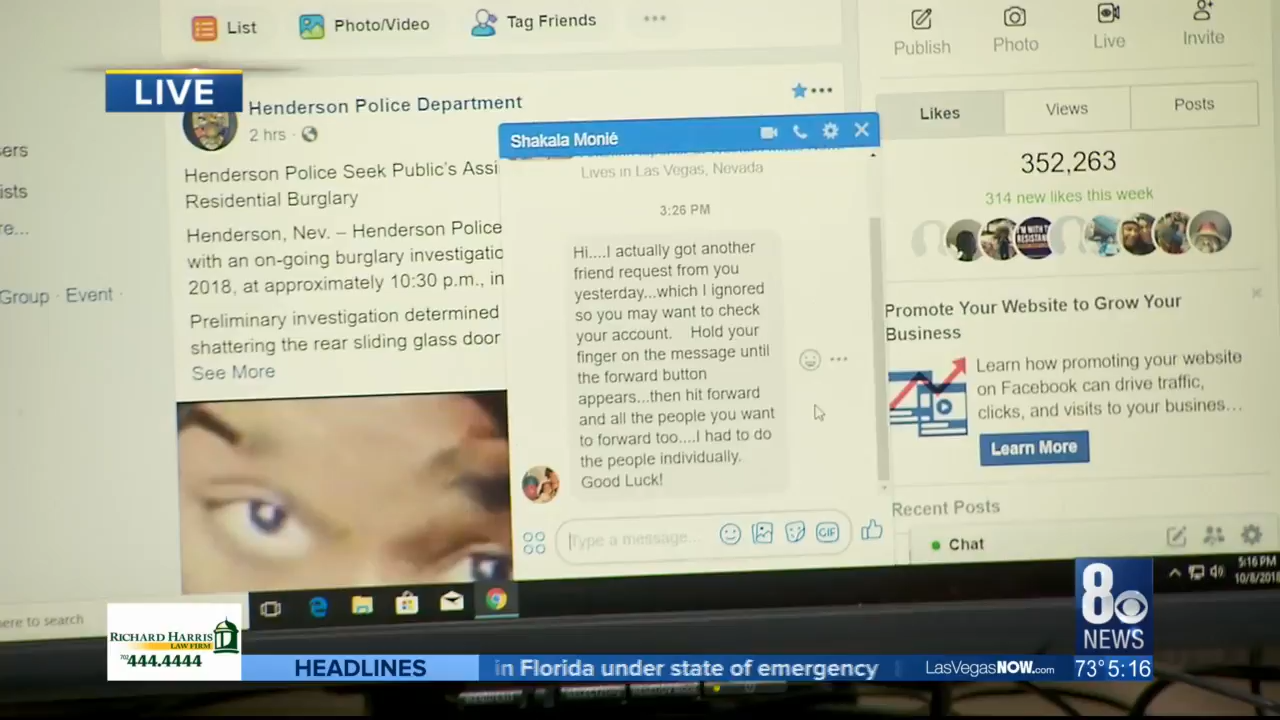 List
Photo/Video
Tag Friends
Publish
Photo
Live
Invite
LIVE
Henderson Police Department
2 hrs
Likes
Views
Posts
352,263
314 new likes this week
I'M WITH THE
RESISTANCE
Henderson Police Seek Public's Assi
Residential Burglary
Henderson, Nev. – Henderson Police
with an on-going burglary investigatio
2018, at approximately 10:30 p.m., in
Preliminary investigation determined
shattering the rear sliding glass door
See More
Group · Event ·
Shakala Monié
Lives in Las Vegas, Nevada
3:26 PM
Hi....I actually got another
friend request from you
yesterday...which I ignored
so you may want to check
your account. Hold your
finger on the message until
the forward button
appears...then hit forward
and all the people you want
to forward too....I had to do
the people individually.
Good Luck!
Type a message...
GIF
Promote Your Website to Grow Your
Business
Learn how promoting your website
on Facebook can drive traffic,
clicks, and visits to your busines...
Learn More
Recent Posts
Chat
5:16 PM
10/8/2018
ere to search
8
NEWS
RICHARD HARRIS
LAW FIRM
702 444.4444
HEADLINES
in Florida under state of emergency
LasVegasNOW.com
73° 5:16